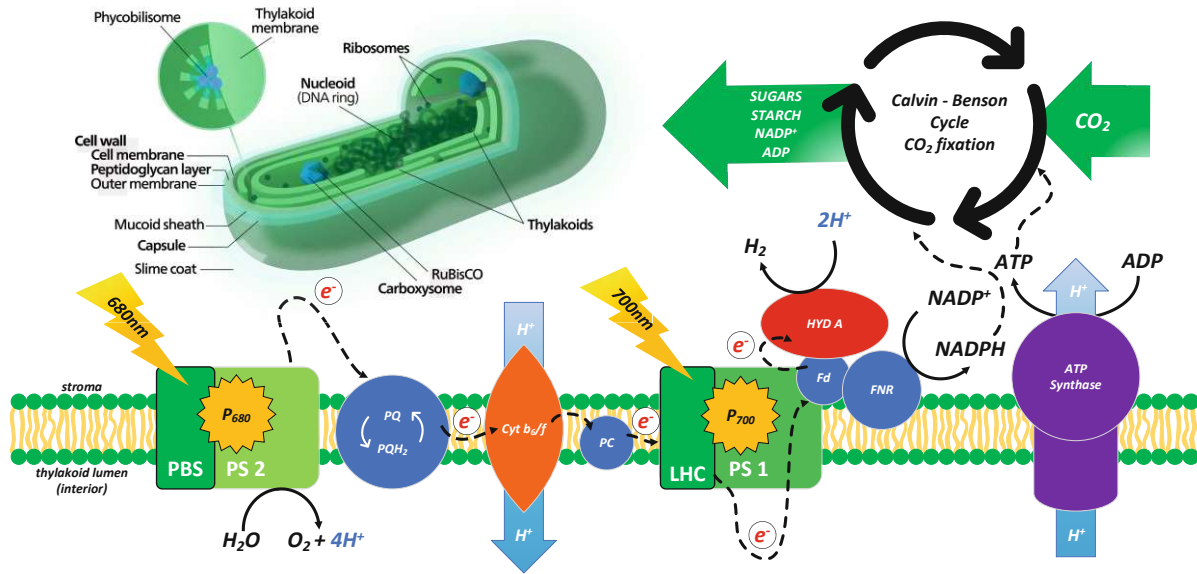 Phycobilisome
Thylakoid
membrane
Ribosomes
Nucleoid
(DNA ring)
Cell wall
Cell membrane
Peptidoglycan layer
Outer membrane
Mucoid sheath
Capsule
Slime coat
Thylakoids
RuBisCO
Carboxysome
SUGARS
STARCH
NADP⁺
ADP
Calvin - Benson
Cycle
CO₂ fixation
CO₂
2H⁺
H₂
ATP
ADP
H⁺
NADP⁺
NADPH
680nm
e⁻
H⁺
700nm
HYD A
e⁻
Fd
FNR
ATP
Synthase
stroma
P₆₈₀
PQ
PQH₂
e⁻
Cyt b₆/f
PC
e⁻
P₇₀₀
thylakoid lumen
(interior)
PBS
PS 2
LHC
PS 1
H₂O
O₂ + 4H⁺
H⁺
e⁻
H⁺